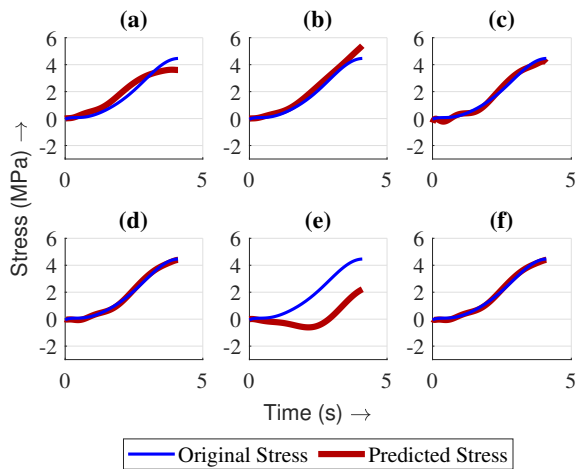 (a) (b) (c)
6 6 6
4 4 4
2 2 2
0 0 0
-2 -2 -2
0 5 0 5 0 5
Stress (MPa) →
(d) (e) (f)
6 6 6
4 4 4
2 2 2
0 0 0
-2 -2 -2
0 5 0 5 0 5
Time (s) →
Original Stress Predicted Stress